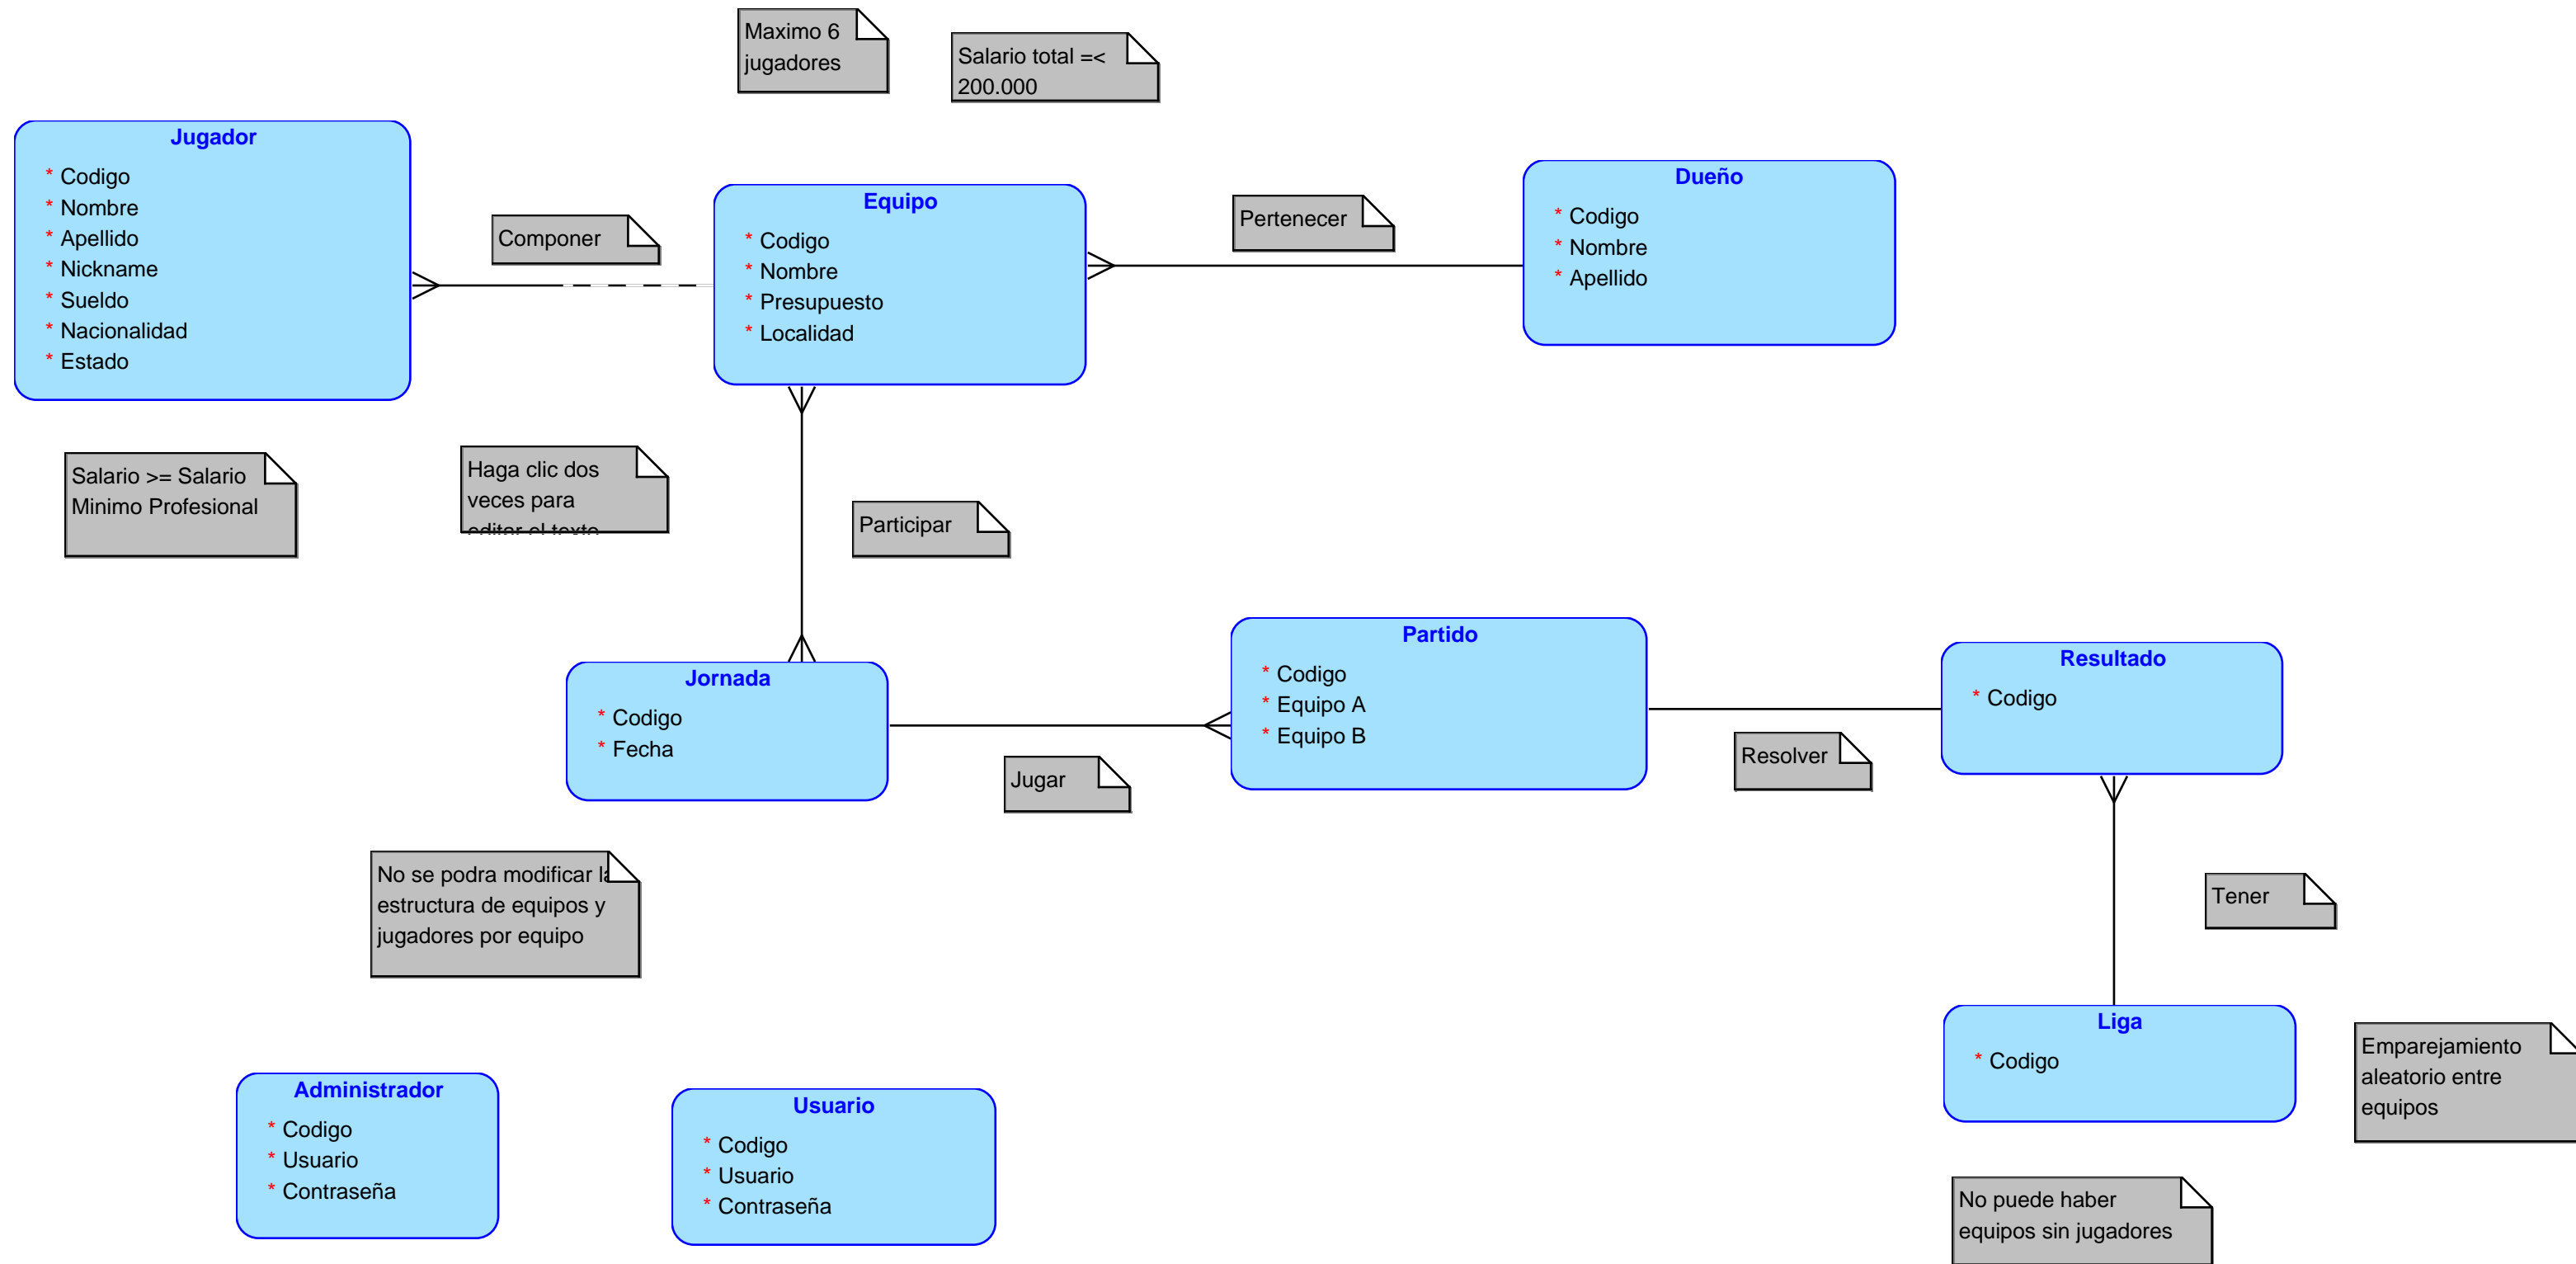 Maximo 6
jugadores
Salario total =<
200.000
Jugador
* Codigo
* Nombre
* Apellido
* Nickname
* Sueldo
* Nacionalidad
* Estado
Componer
Equipo
* Codigo
* Nombre
* Presupuesto
* Localidad
Pertenecer
Dueño
* Codigo
* Nombre
* Apellido
Salario >= Salario
Minimo Profesional
Haga clic dos
veces para
editar el texto
Participar
Jornada
* Codigo
* Fecha
Jugar
Partido
* Codigo
* Equipo A
* Equipo B
Resolver
Resultado
* Codigo
No se podra modificar la
estructura de equipos y
jugadores por equipo
Tener
Liga
* Codigo
Emparejamiento
aleatorio entre
equipos
Administrador
* Codigo
* Usuario
* Contraseña
Usuario
* Codigo
* Usuario
* Contraseña
No puede haber
equipos sin jugadores